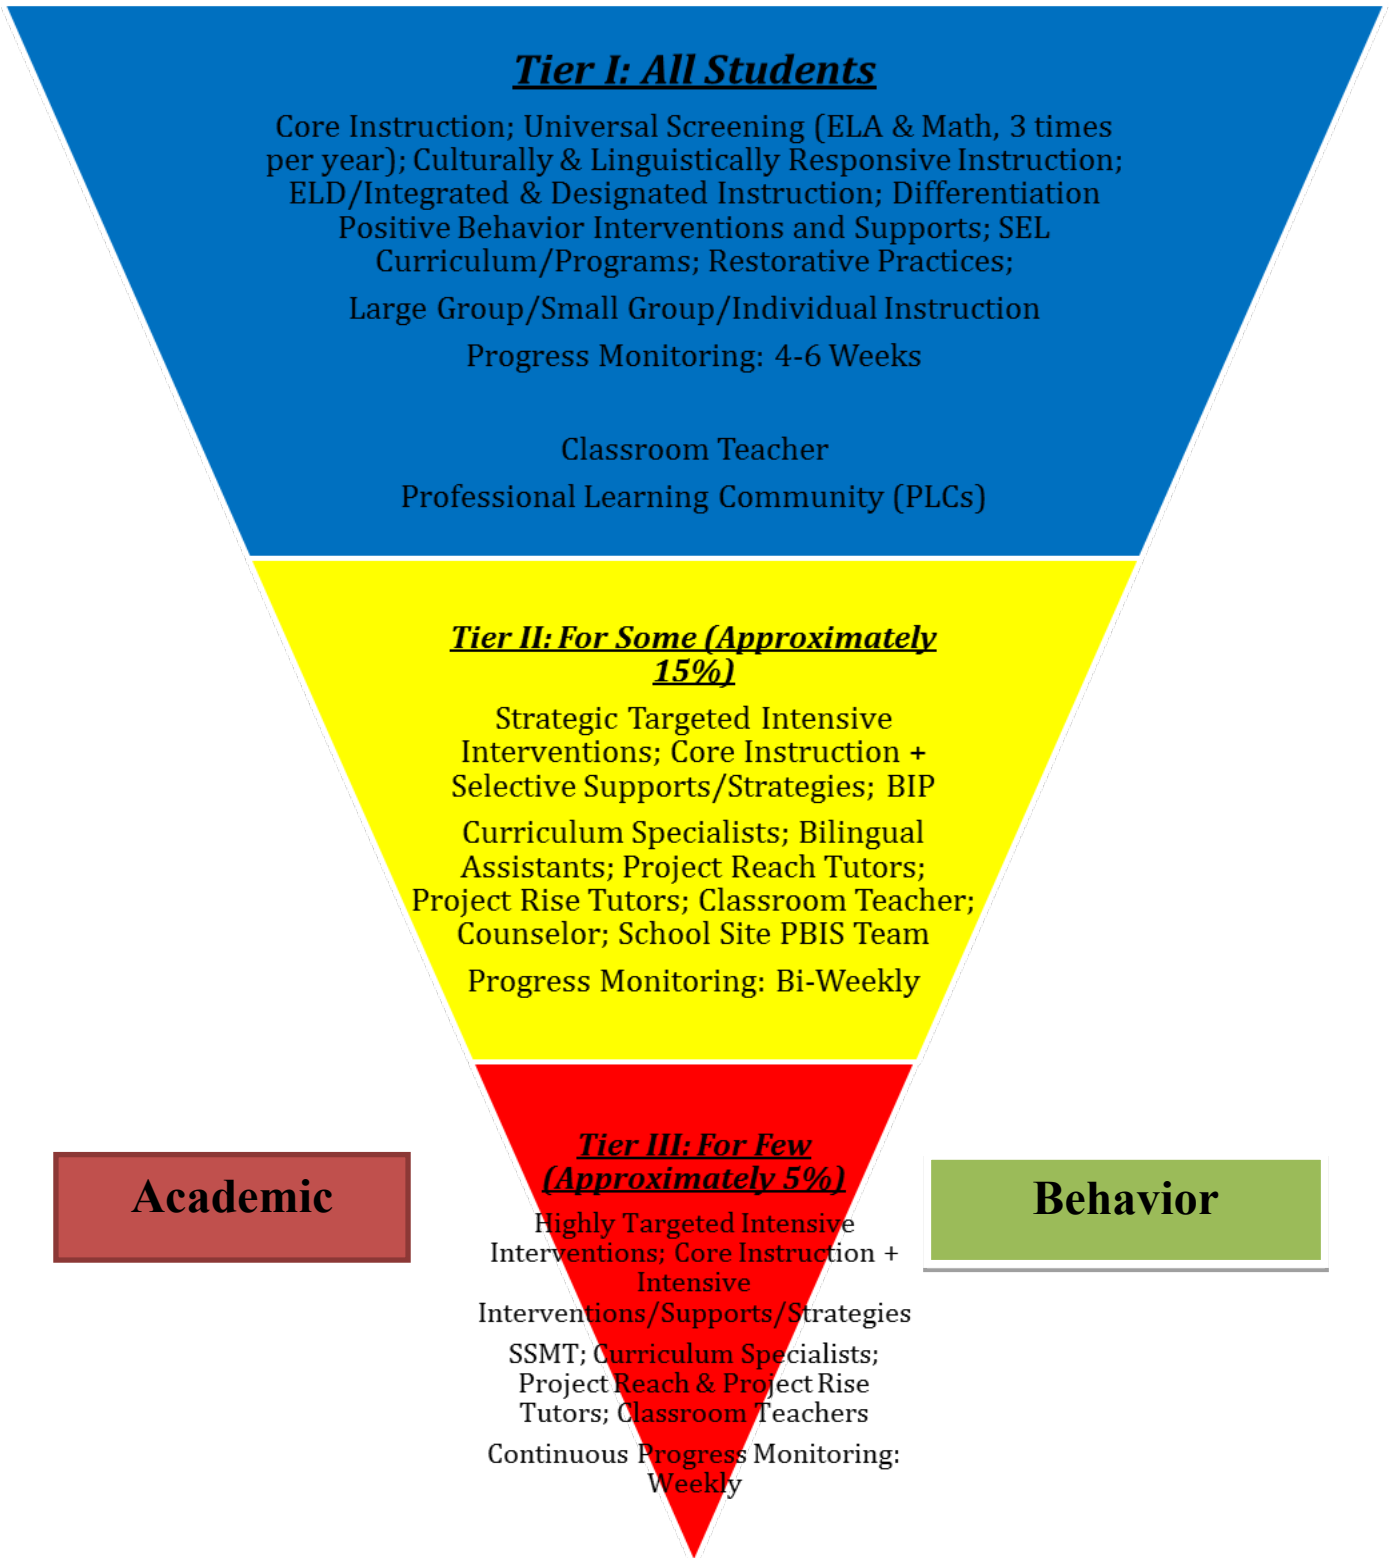 Tier I: All Students
Core Instruction; Universal Screening (ELA & Math, 3 times
per year); Culturally & Linguistically Responsive Instruction;
ELD/Integrated & Designated Instruction; Differentiation
Positive Behavior Interventions and Supports; SEL
Curriculum/Programs; Restorative Practices;
Large Group/Small Group/Individual Instruction
Progress Monitoring: 4-6 Weeks
Classroom Teacher
Professional Learning Community (PLCs)
Tier II: For Some (Approximately
15%)
Strategic Targeted Intensive
Interventions; Core Instruction +
Selective Supports/Strategies; BIP
Curriculum Specialists; Bilingual
Assistants; Project Reach Tutors;
Project Rise Tutors; Classroom Teacher;
Counselor; School Site PBIS Team
Progress Monitoring: Bi-Weekly
Tier III: For Few
(Approximately 5%)
Highly Targeted Intensive
Interventions; Core Instruction +
Intensive
Interventions/Supports/Strategies
SSMT; Curriculum Specialists;
Project Reach & Project Rise
Tutors; Classroom Teachers
Continuous Progress Monitoring:
Weekly
Academic
Behavior